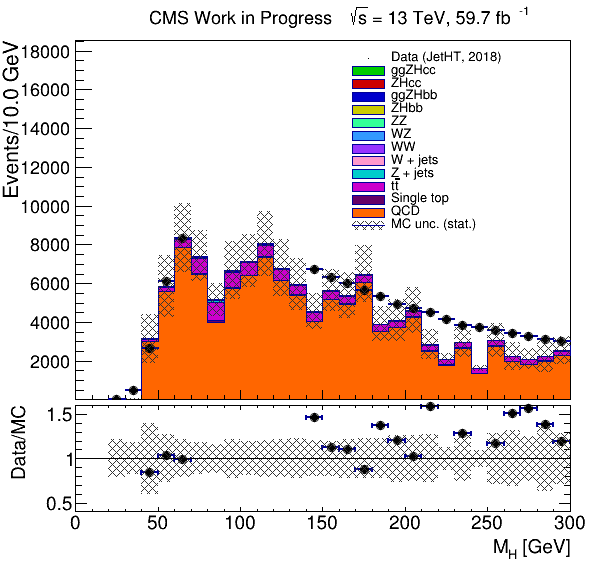 CMS Work in Progress √s = 13 TeV, 59.7 fb⁻¹
Events/10.0 GeV
18000
16000
14000
12000
10000
8000
6000
4000
2000
Data (JetHT, 2018)
ggZHcc
ZHcc
ggZHbb
ZHbb
ZZ
WZ
WW
W + jets
Z + jets
tt̅
Single top
QCD
MC unc. (stat.)
Data/MC
1.5
1
0.5
0 50 100 150 200 250 300
M_H [GeV]